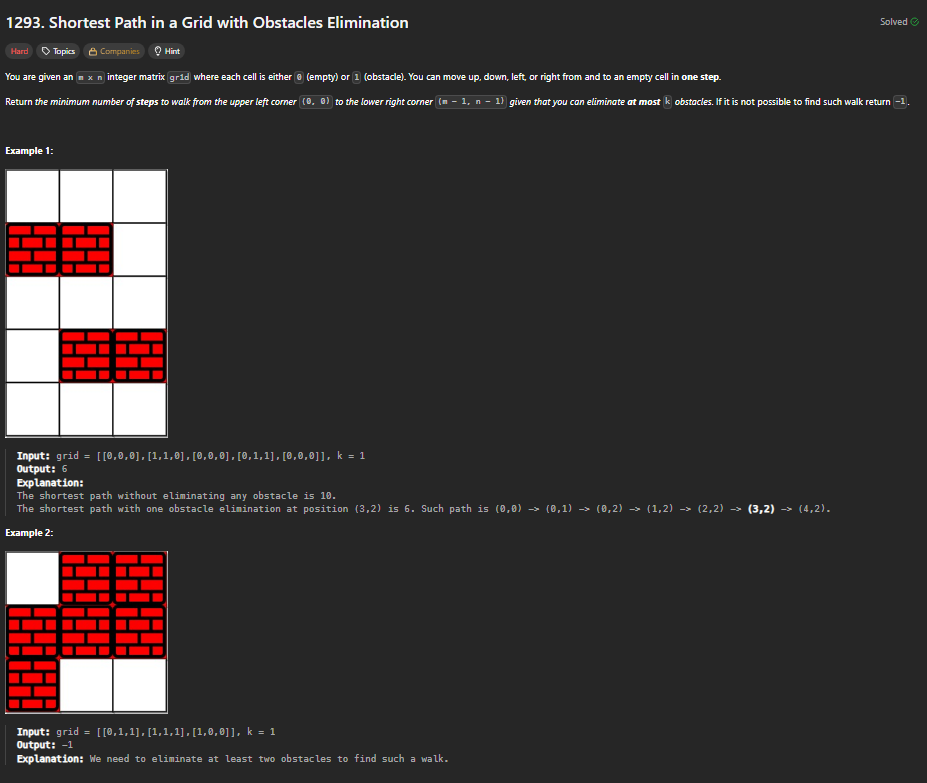 1293. Shortest Path in a Grid with Obstacles Elimination
Solved
Hard Topics Companies Hint
You are given an m x n integer matrix grid where each cell is either 0 (empty) or 1 (obstacle). You can move up, down, left, or right from and to an empty cell in one step.
Return the minimum number of steps to walk from the upper left corner (0, 0) to the lower right corner (m - 1, n - 1) given that you can eliminate at most k obstacles. If it is not possible to find such walk return -1.
Example 1:
Input: grid = [[0,0,0],[1,1,0],[0,0,0],[0,1,1],[0,0,0]], k = 1
Output: 6
Explanation:
The shortest path without eliminating any obstacle is 10.
The shortest path with one obstacle elimination at position (3,2) is 6. Such path is (0,0) -> (0,1) -> (0,2) -> (1,2) -> (2,2) -> (3,2) -> (4,2).
Example 2:
Input: grid = [[0,1,1],[1,1,1],[1,0,0]], k = 1
Output: -1
Explanation: We need to eliminate at least two obstacles to find such a walk.